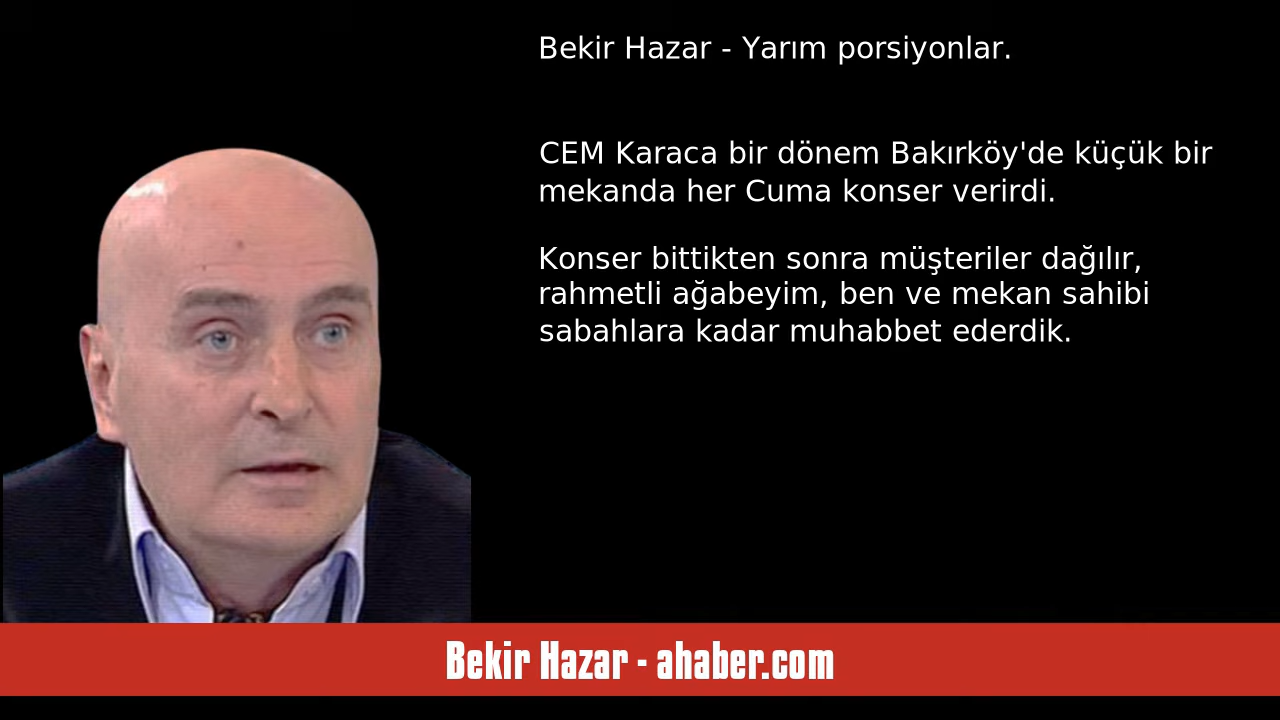 Bekir Hazar - Yarım porsiyonlar.
CEM Karaca bir dönem Bakırköy'de küçük bir
mekanda her Cuma konser verirdi.
Konser bittikten sonra müşteriler dağılır,
rahmetli ağabeyim, ben ve mekan sahibi
sabahlara kadar muhabbet ederdik.
Bekir Hazar - ahaber.com